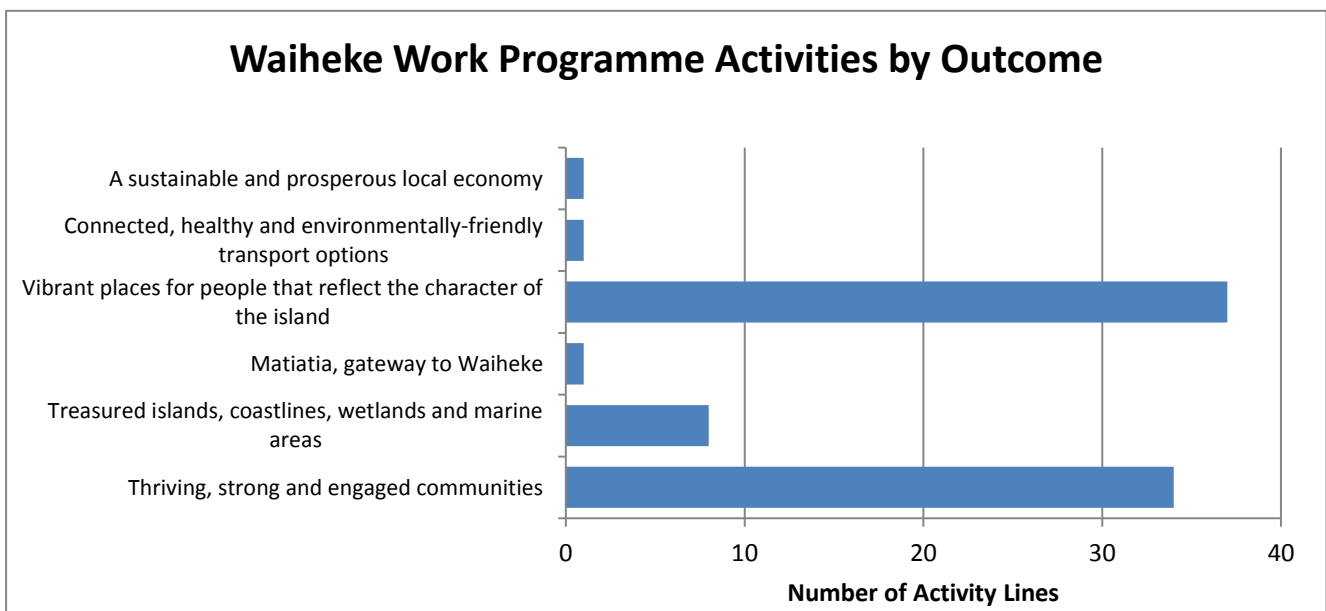 Waiheke Work Programme Activities by Outcome
A sustainable and prosperous local economy
Connected, healthy and environmentally-friendly
transport options
Vibrant places for people that reflect the character of
the island
Matiatia, gateway to Waiheke
Treasured islands, coastlines, wetlands and marine
areas
Thriving, strong and engaged communities
0 10 20 30 40
Number of Activity Lines